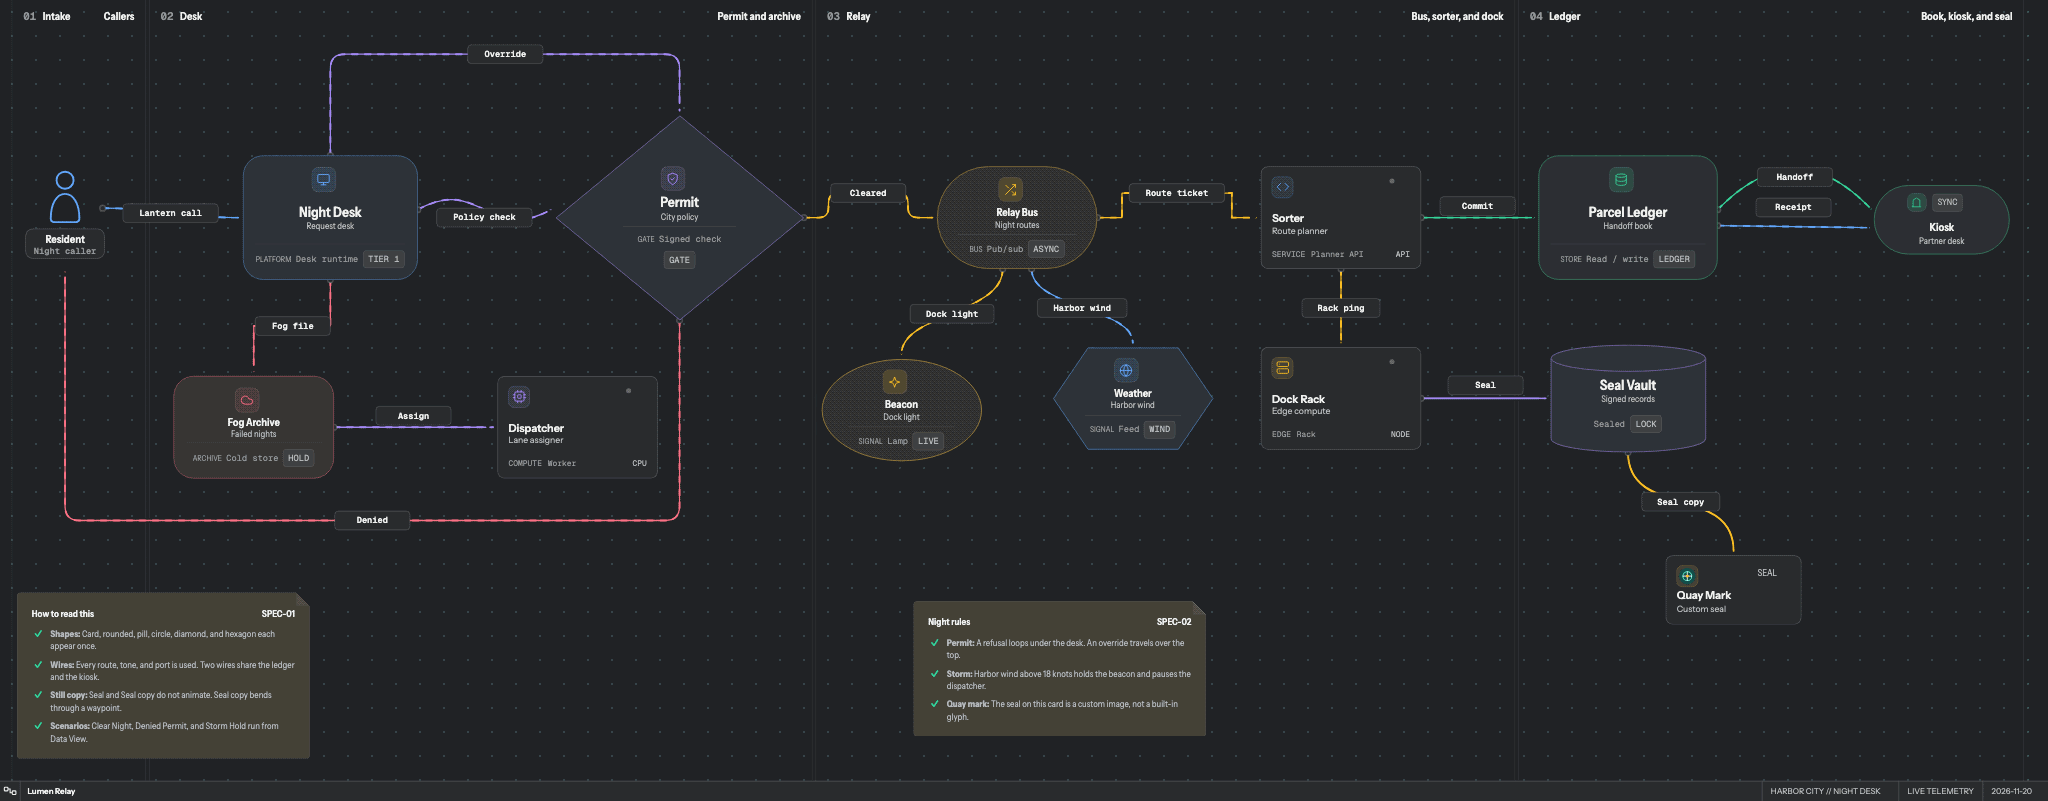 01 Intake
Callers
02 Desk
Permit and archive
03 Relay
Bus, sorter, and dock
04 Ledger
Book, kiosk, and seal
Override
Resident
Night caller
Lantern call
Night Desk
Request desk
PLATFORM Desk runtime TIER 1
Policy check
Permit
City policy
GATE Signed check
GATE
Cleared
Relay Bus
Night routes
BUS Pub/sub ASYNC
Route ticket
Sorter
Route planner
SERVICE Planner API API
Commit
Parcel Ledger
Handoff book
STORE Read / write LEDGER
Handoff
Receipt
SYNC
Kiosk
Partner desk
Fog file
Dock light
Harbor wind
Rack ping
Fog Archive
Failed nights
ARCHIVE Cold store HOLD
Assign
Dispatcher
Lane assigner
COMPUTE Worker CPU
Beacon
Dock light
SIGNAL Lamp LIVE
Weather
Harbor wind
SIGNAL Feed WIND
Dock Rack
Edge compute
EDGE Rack NODE
Seal
Seal Vault
Signed records
Sealed LOCK
Denied
Seal copy
SEAL
Quay Mark
Custom seal
How to read this SPEC-01
Shapes: Card, rounded, pill, circle, diamond, and hexagon each
appear once.
Wires: Every route, tone, and port is used. Two wires share the ledger
and the kiosk.
Still copy: Seal and Seal copy do not animate. Seal copy bends
through a waypoint.
Scenarios: Clear Night, Denied Permit, and Storm Hold run from
Data View.
Night rules SPEC-02
Permit: A refusal loops under the desk. An override travels over the
top.
Storm: Harbor wind above 18 knots holds the beacon and pauses the
dispatcher.
Quay mark: The seal on this card is a custom image, not a built-in
glyph.
Lumen Relay
HARBOR CITY // NIGHT DESK
LIVE TELEMETRY
2026-11-20